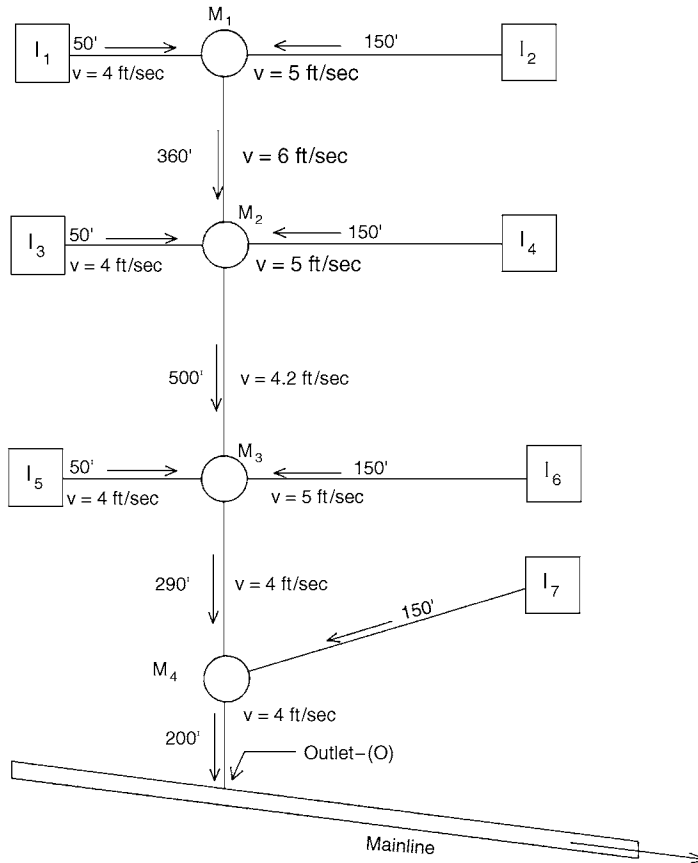 M1
50'
150'
I1
I2
v = 4 ft/sec
v = 5 ft/sec
360'
v = 6 ft/sec
M2
50'
150'
I3
I4
v = 4 ft/sec
v = 5 ft/sec
500'
v = 4.2 ft/sec
M3
50'
150'
I5
I6
v = 4 ft/sec
v = 5 ft/sec
290'
v = 4 ft/sec
I7
150'
M4
v = 4 ft/sec
200'
Outlet-(O)
Mainline